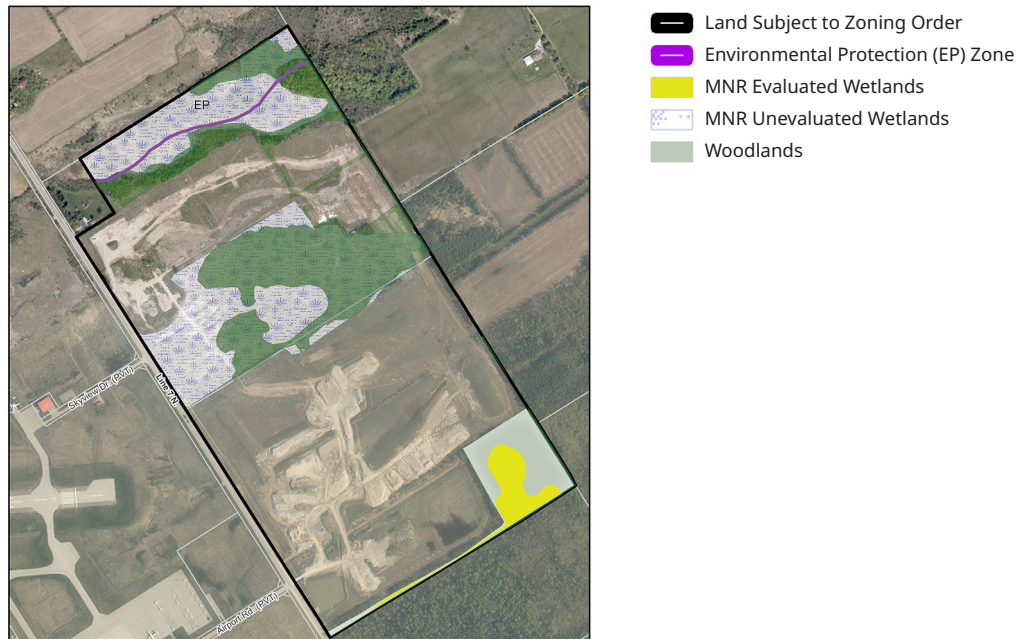 EP
Skyview Dr. (PVT)
Line 7 N
Airport Rd. (PVT)
Land Subject to Zoning Order
Environmental Protection (EP) Zone
MNR Evaluated Wetlands
MNR Unevaluated Wetlands
Woodlands